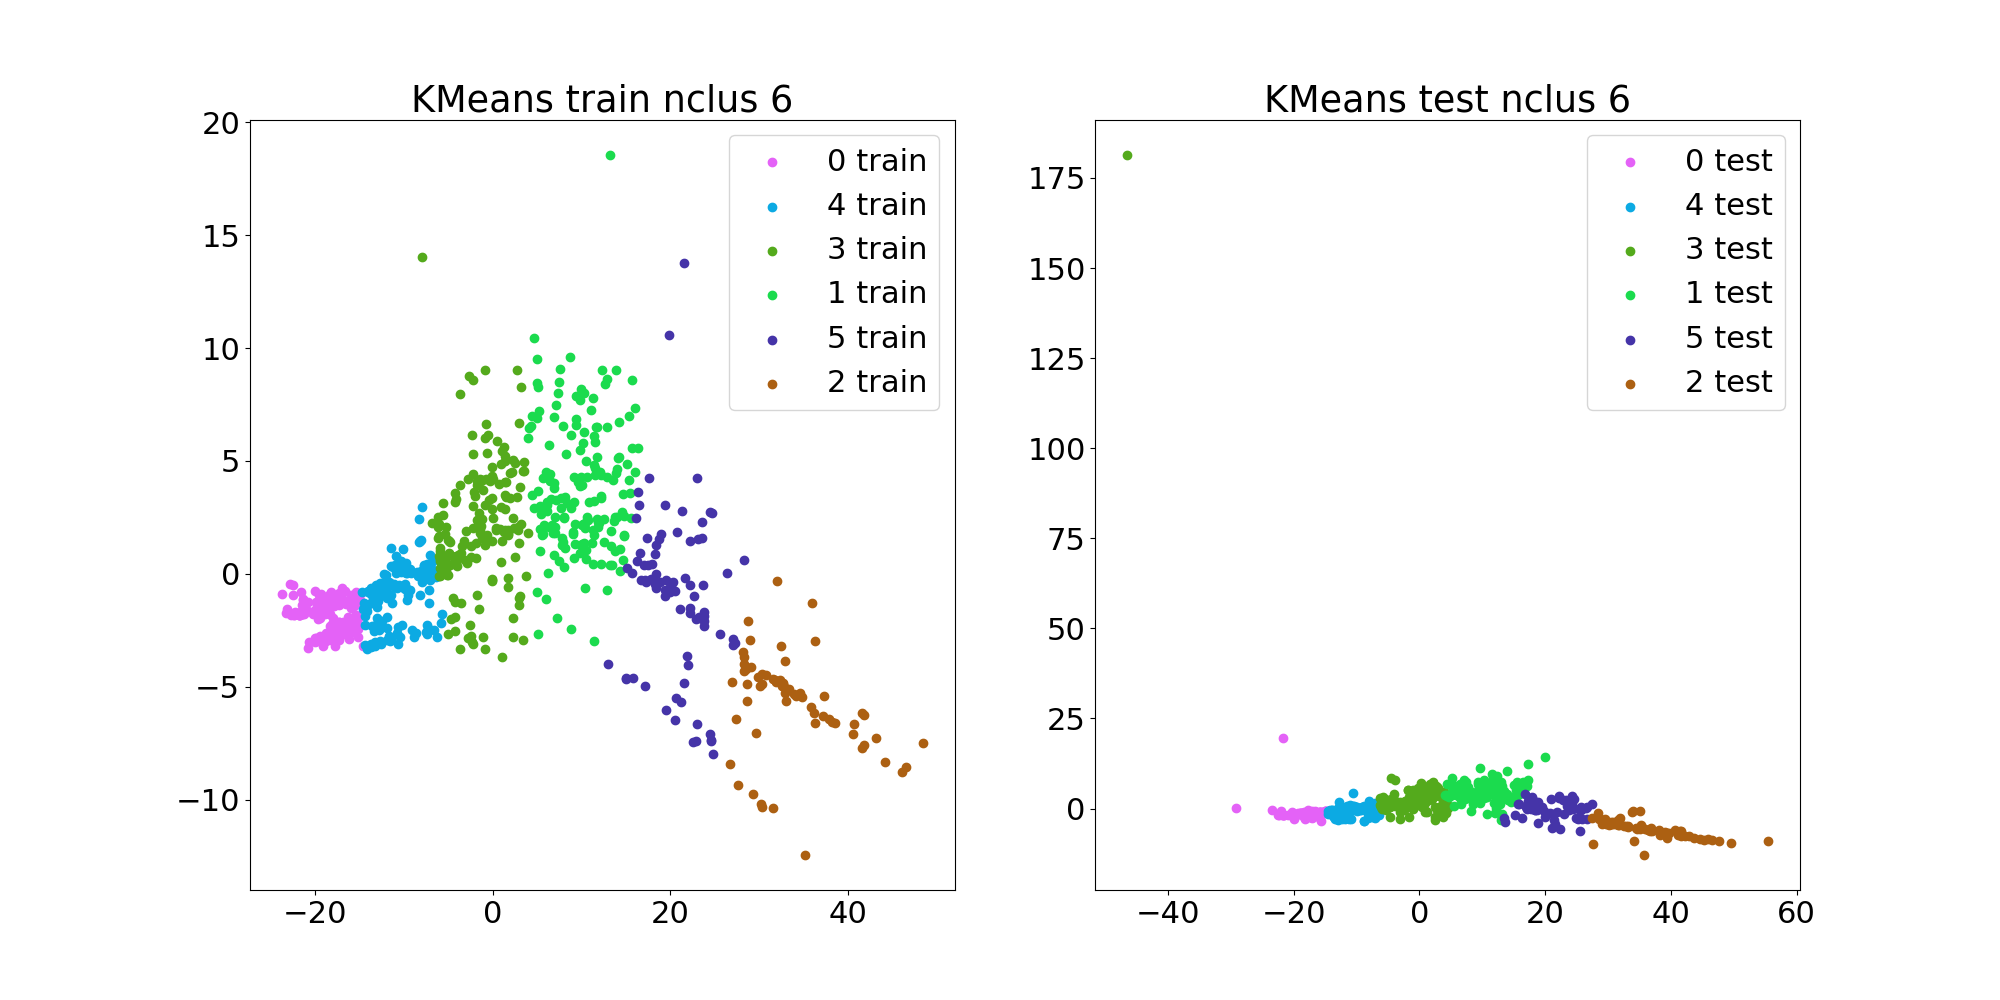 KMeans train nclus 6
20
15
10
5
0
−5
−10
−20
0
20
40
0 train
4 train
3 train
1 train
5 train
2 train
KMeans test nclus 6
175
150
125
100
75
50
25
0
−40
−20
0
20
40
60
0 test
4 test
3 test
1 test
5 test
2 test